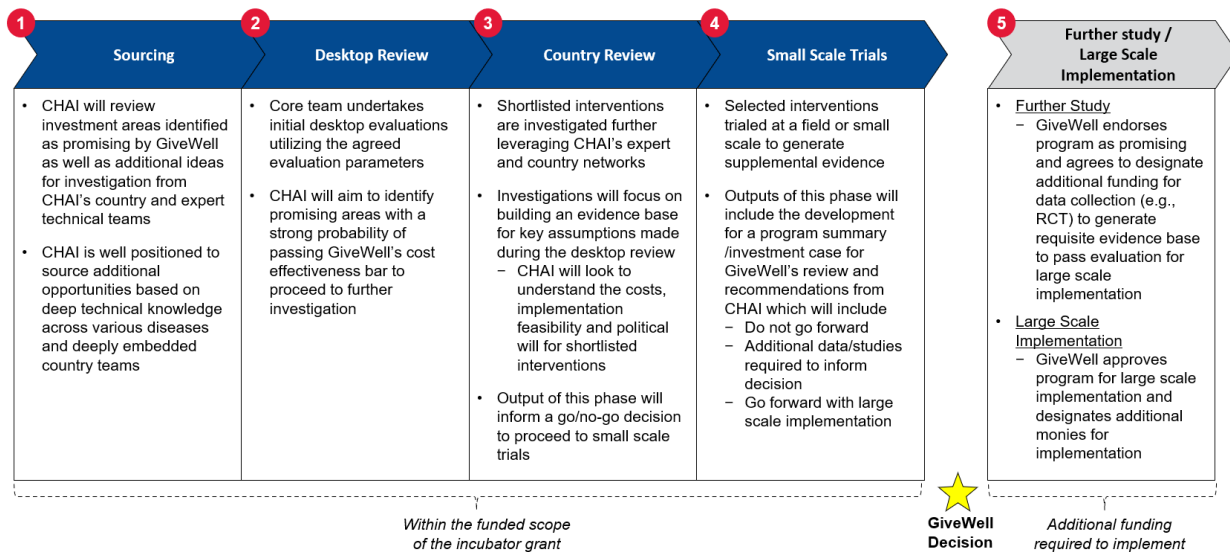 1
Sourcing
• CHAI will review
investment areas identified
as promising by GiveWell
as well as additional ideas
for investigation from
CHAI's country and expert
technical teams
• CHAI is well positioned to
source additional
opportunities based on
deep technical knowledge
across various diseases
and deeply embedded
country teams
2
Desktop Review
• Core team undertakes
initial desktop evaluations
utilizing the agreed
evaluation parameters
• CHAI will aim to identify
promising areas with a
strong probability of
passing GiveWell's cost
effectiveness bar to
proceed to further
investigation
3
Country Review
• Shortlisted interventions
are investigated further
leveraging CHAI's expert
and country networks
• Investigations will focus on
building an evidence base
for key assumptions made
during the desktop review
− CHAI will look to
understand the costs,
implementation
feasibility and political
will for shortlisted
interventions
• Output of this phase will
inform a go/no-go decision
to proceed to small scale
trials
4
Small Scale Trials
• Selected interventions
trialed at a field or small
scale to generate
supplemental evidence
• Outputs of this phase will
include the development
for a program summary
/investment case for
GiveWell's review and
recommendations from
CHAI which will include
− Do not go forward
− Additional data/studies
required to inform
decision
− Go forward with large
scale implementation
5
Further study /
Large Scale
Implementation
• Further Study
− GiveWell endorses
program as promising
and agrees to designate
additional funding for
data collection (e.g.,
RCT) to generate
requisite evidence base
to pass evaluation for
large scale
implementation
• Large Scale
Implementation
− GiveWell approves
program for large scale
implementation and
designates additional
monies for
implementation
Within the funded scope
of the incubator grant
GiveWell
Decision
Additional funding
required to implement